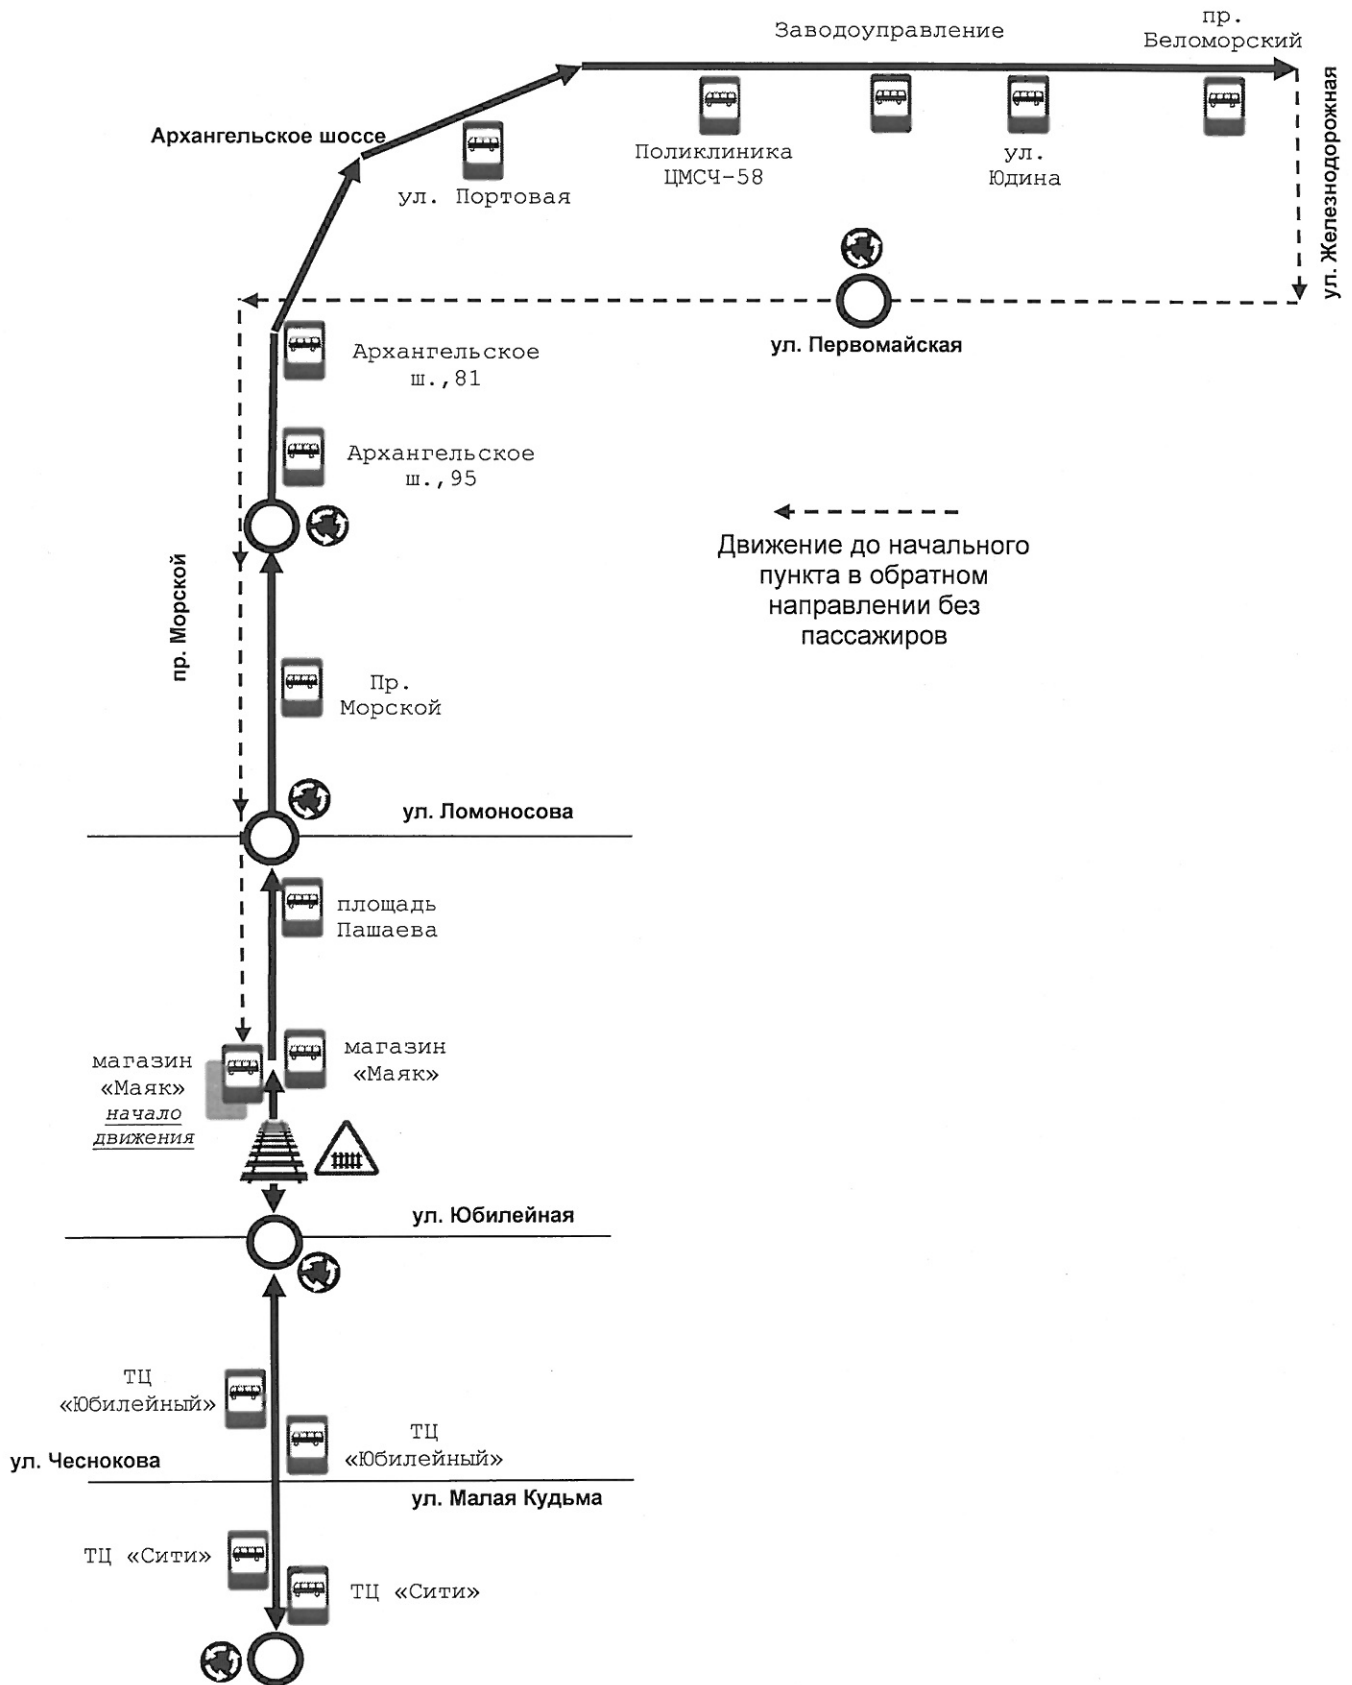 пр.
Беломорский
Заводоуправление
ул. Железнодорожная
Архангельское шоссе
Поликлиника
ЦМСЧ-58
ул.
Юдина
ул. Портовая
ул. Первомайская
Архангельское
ш.,81
Архангельское
ш.,95
Движение до начального
пункта в обратном
направлении без
пассажиров
пр. Морской
Пр.
Морской
ул. Ломоносова
площадь
Пашаева
магазин
«Маяк»
начало
движения
магазин
«Маяк»
ул. Юбилейная
ТЦ
«Юбилейный»
ТЦ
«Юбилейный»
ул. Чеснокова
ул. Малая Кудьма
ТЦ «Сити»
ТЦ «Сити»